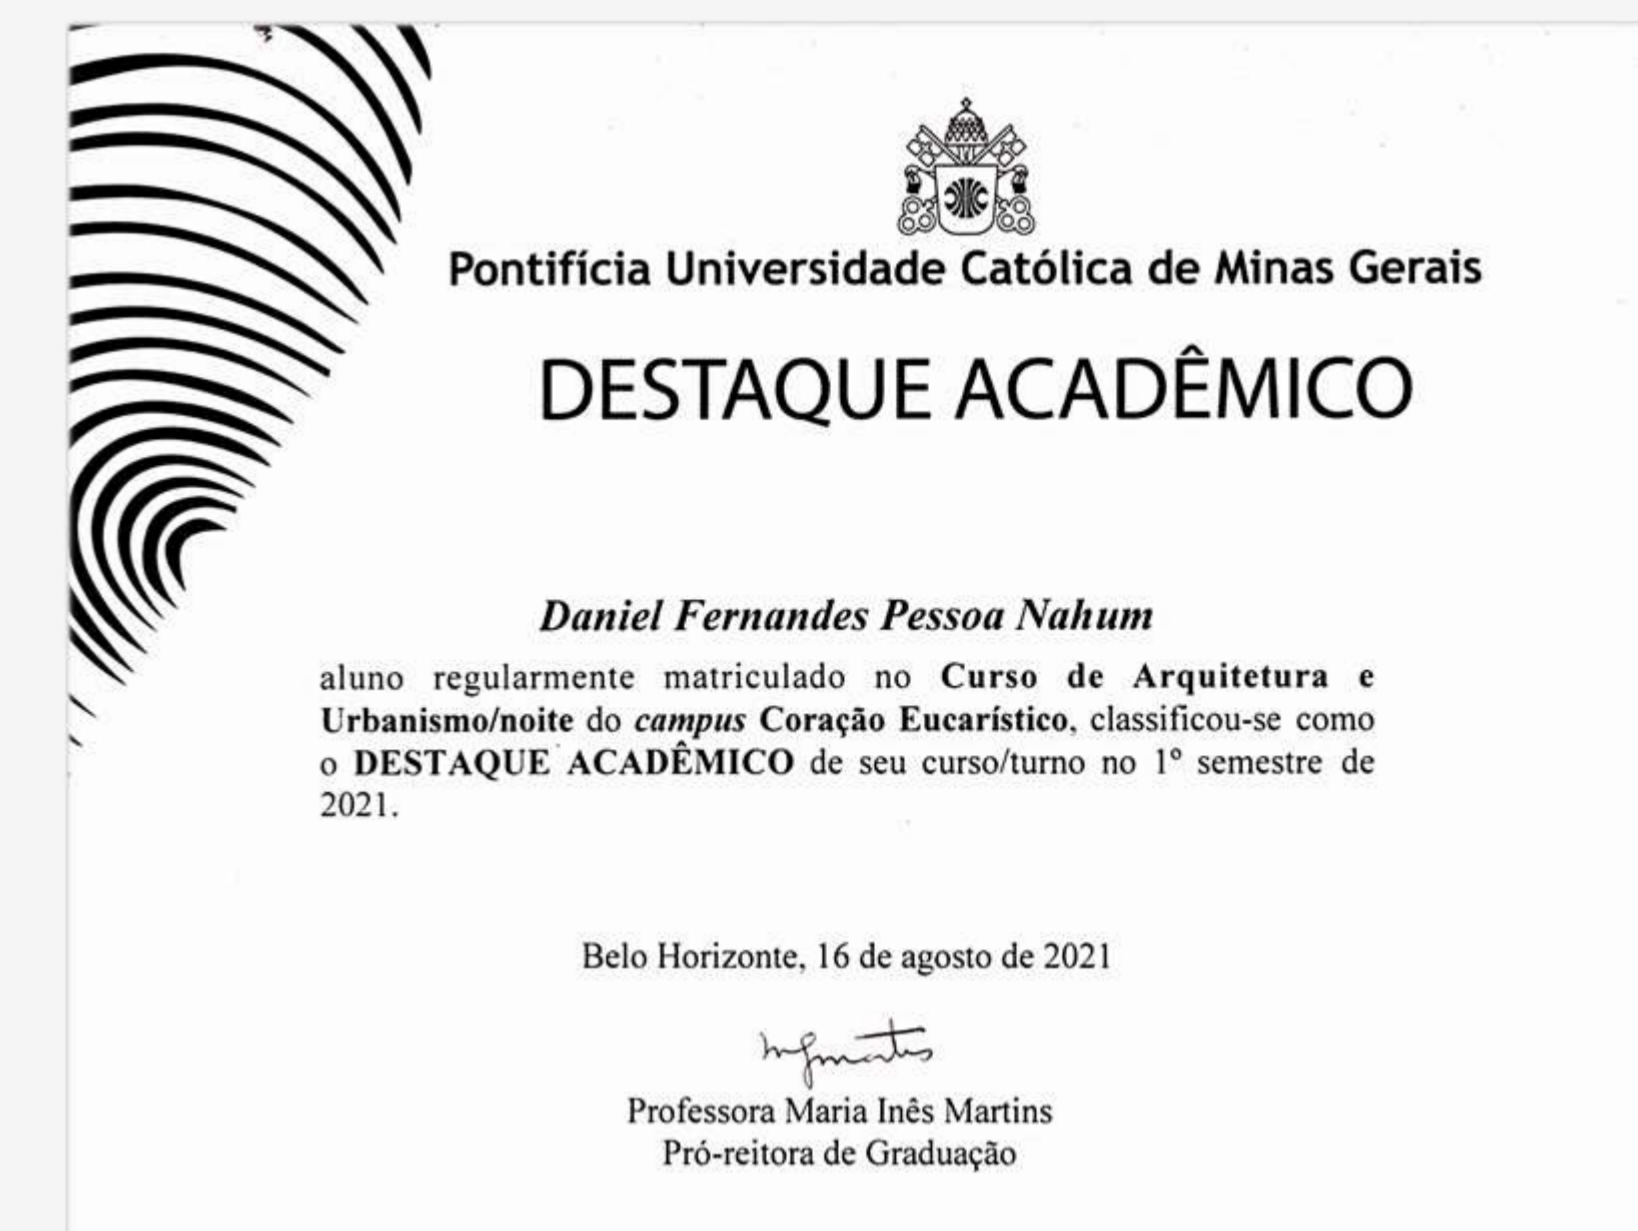 Pontifícia Universidade Católica de Minas Gerais
DESTAQUE ACADÊMICO
Daniel Fernandes Pessoa Nahum
aluno regularmente matriculado no Curso de Arquitetura e
Urbanismo/noite do campus Coração Eucarístico, classificou-se como
o DESTAQUE ACADÊMICO de seu curso/turno no 1º semestre de
2021.
Belo Horizonte, 16 de agosto de 2021
Professora Maria Inês Martins
Pró-reitora de Graduação